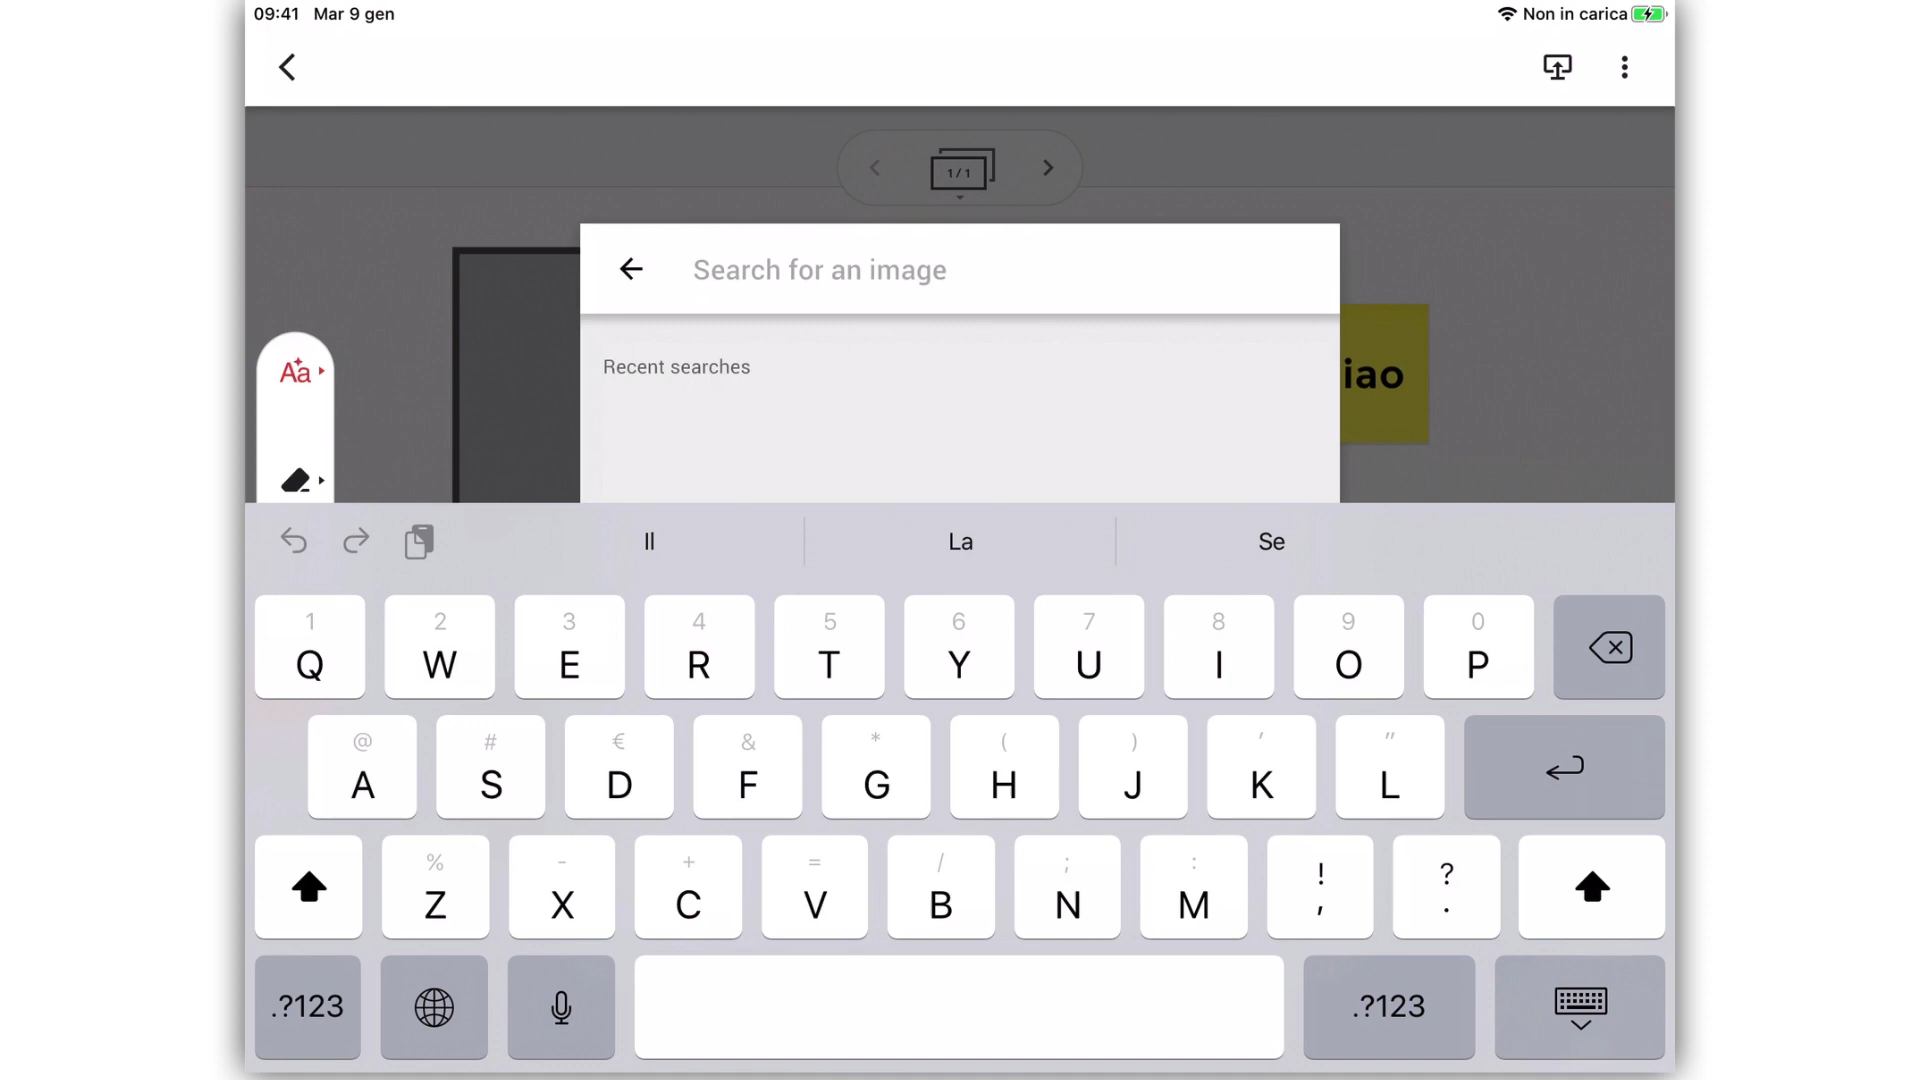 09:41 Mar 9 gen Non in carica
1/1
Search for an image
Recent searches
iao
Aa
Il La Se
1 2 3 4 5 6 7 8 9 0
Q W E R T Y U I O P
@ # € & * ( ) ' "
A S D F G H J K L
% - + = / ; : ! ?
Z X C V B N M , .
.?123 .?123